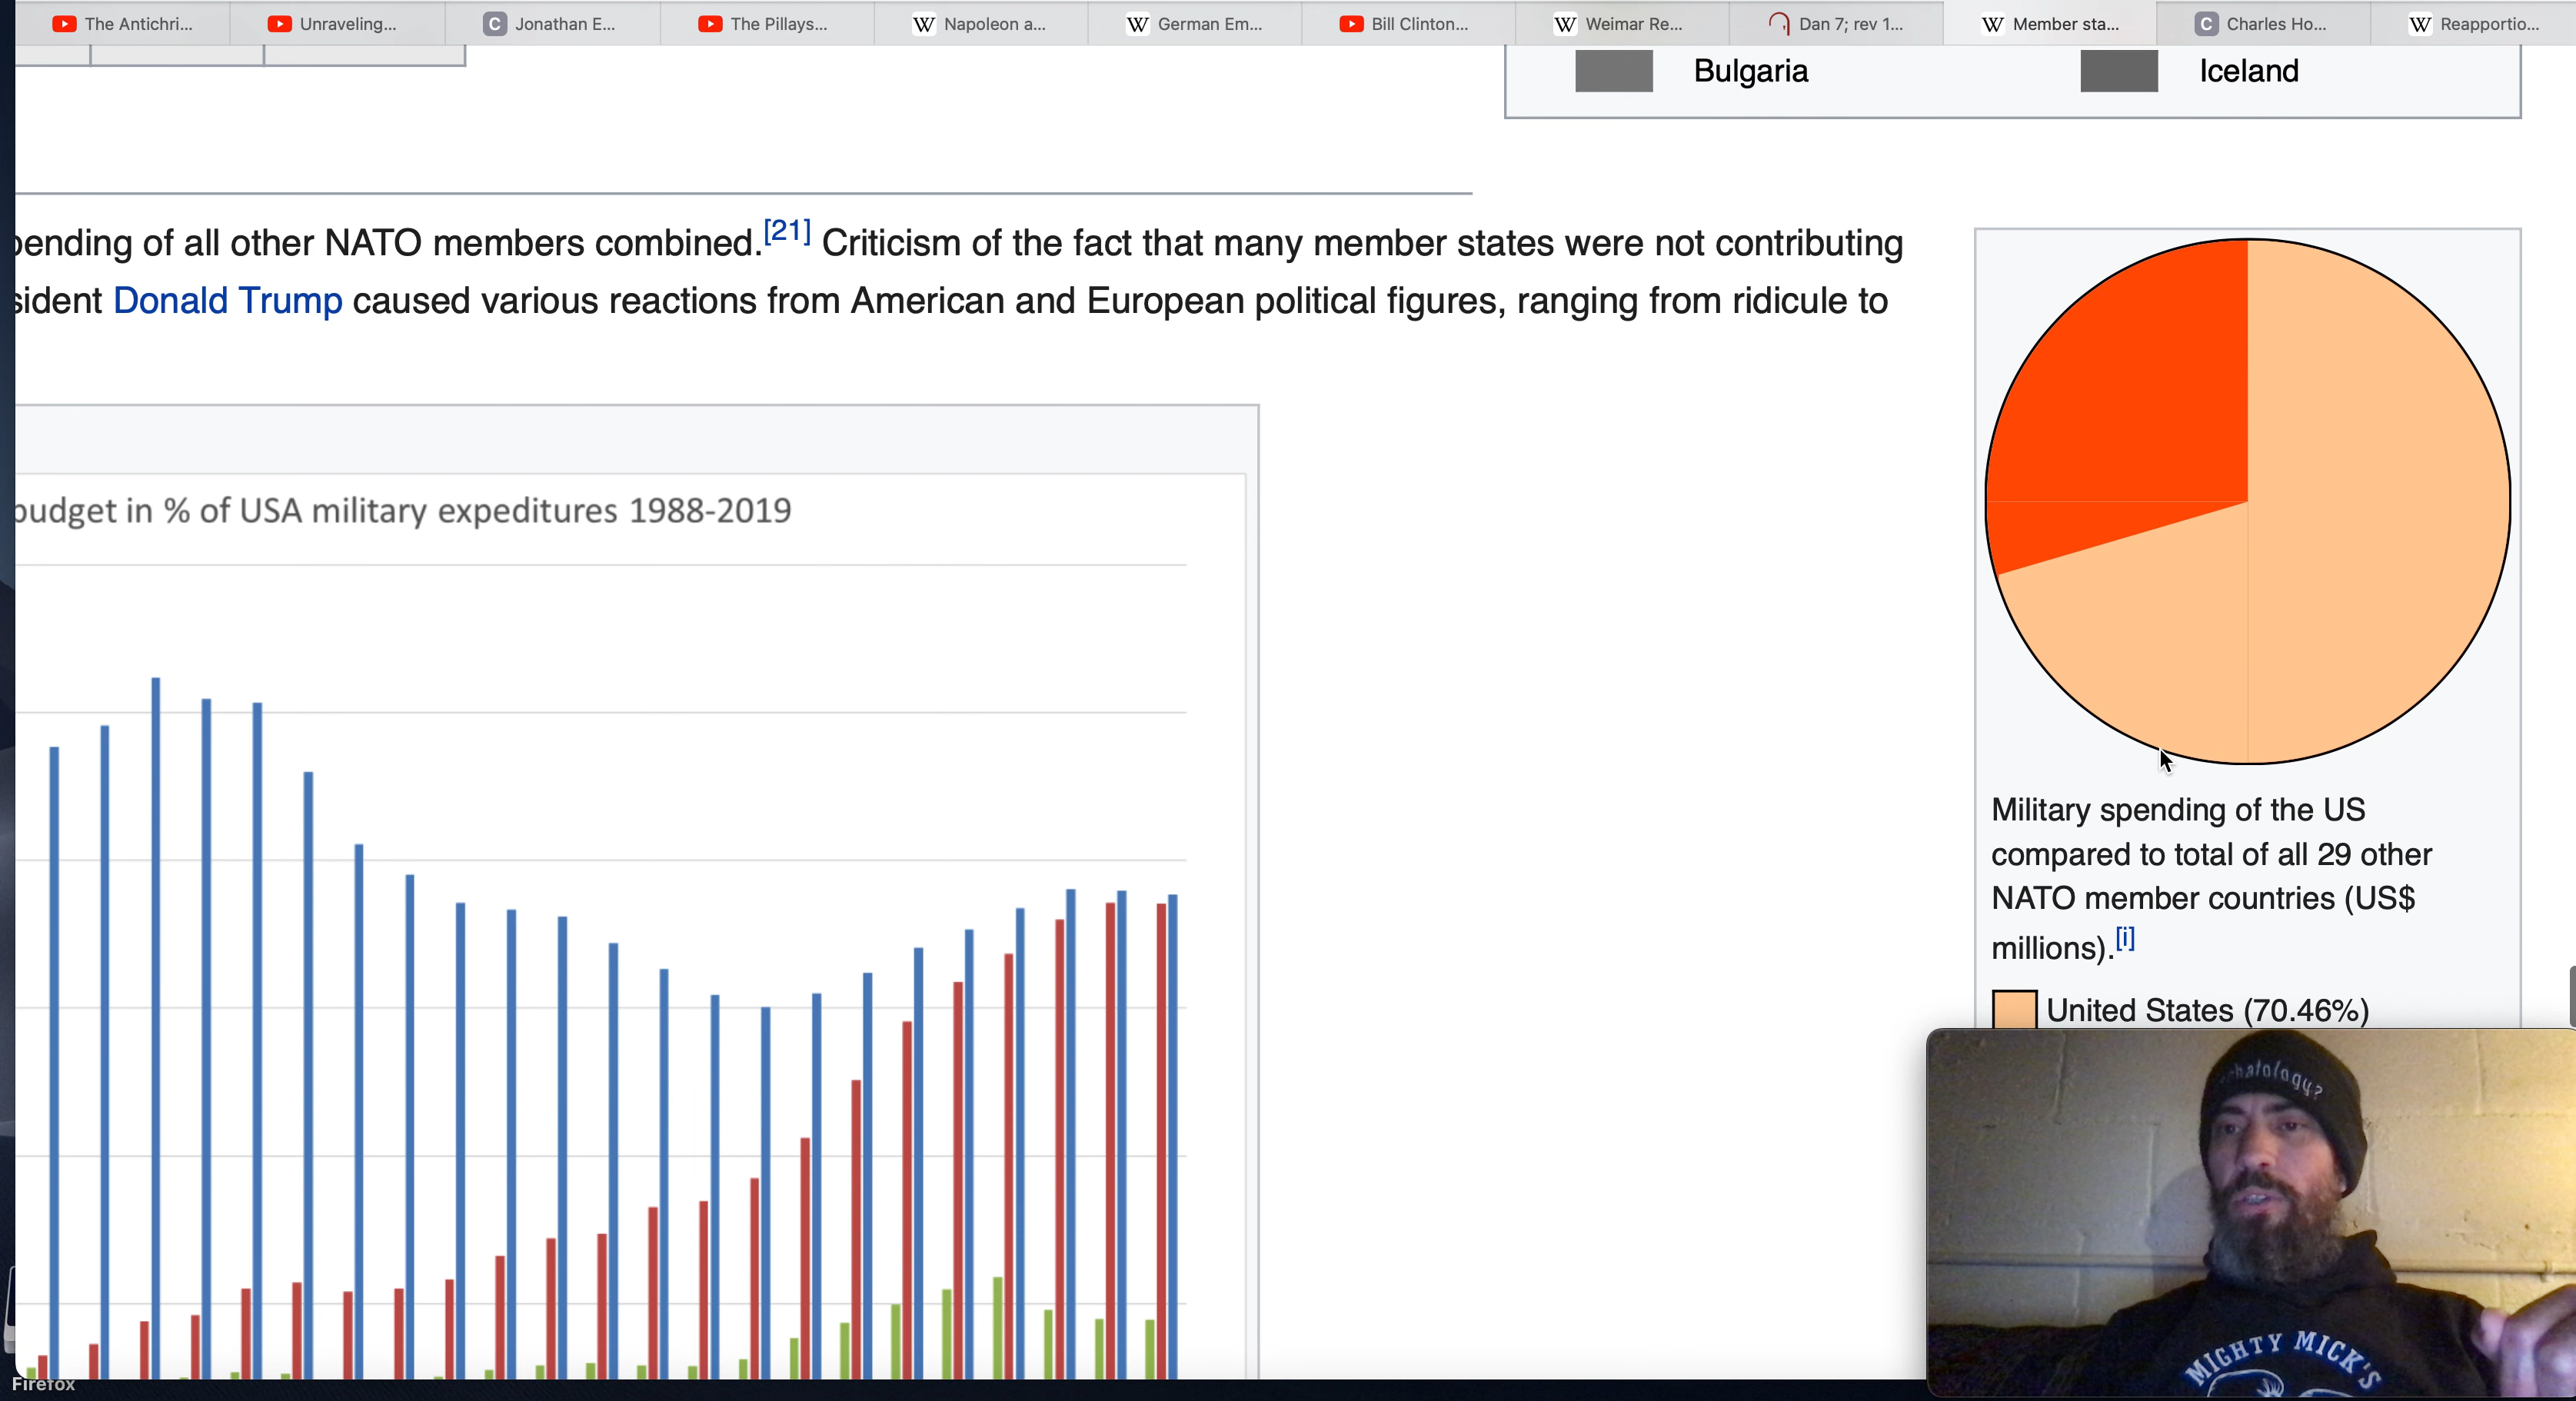 The Antichri...
Unraveling...
Jonathan E...
The Pillays...
Napoleon a...
German Em...
Bill Clinton...
Weimar Re...
Dan 7; rev 1...
Member sta...
Charles Ho...
Reapportio...
Bulgaria
Iceland
pending of all other NATO members combined.[21] Criticism of the fact that many member states were not contributing
sident Donald Trump caused various reactions from American and European political figures, ranging from ridicule to
budget in % of USA military expeditures 1988-2019
Military spending of the US
compared to total of all 29 other
NATO member countries (US$
millions).[i]
United States (70.46%)
hatology?
MIGHTY MICK'S
Firefox